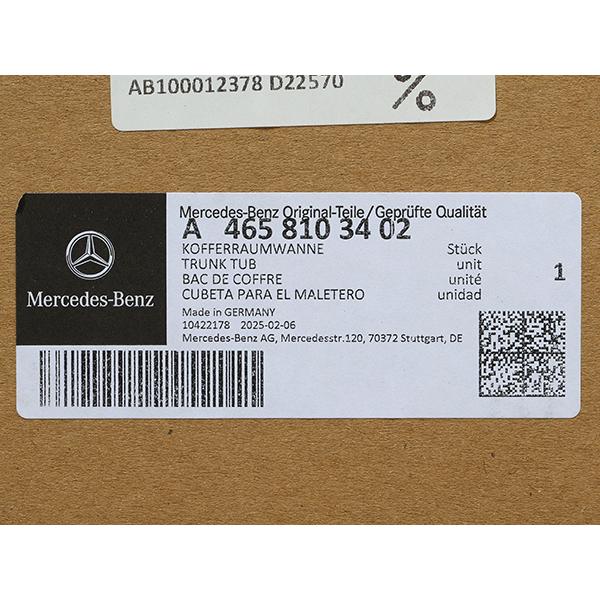 AB100012378 D22570
%
Mercedes-Benz Original-Teile/Geprüfte Qualität
A 465 810 34 02
KOFFERRAUMWANNE Stück
TRUNK TUB unit
BAC DE COFFRE unité
CUBETA PARA EL MALETERO unidad
1
Made in GERMANY
10422178 2025-02-06
Mercedes-Benz AG, Mercedesstr.120, 70372 Stuttgart, DE
Mercedes-Benz